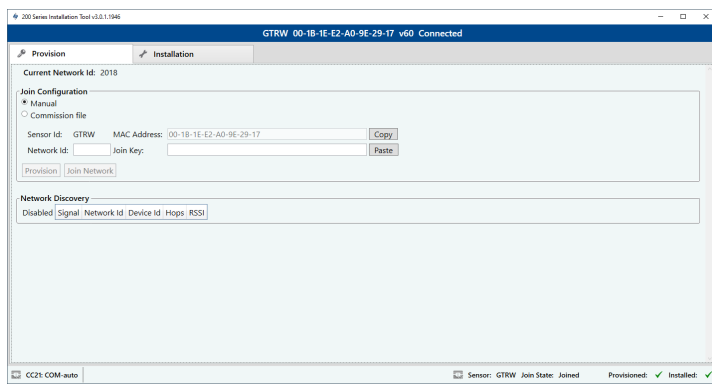 200 Series Installation Tool v3.0.1.1946
GTRW 00-1B-1E-E2-A0-9E-29-17 v60 Connected
Provision Installation
Current Network Id: 2018
Join Configuration
Manual
Commission file
Sensor Id: GTRW MAC Address: 00-1B-1E-E2-A0-9E-29-17 Copy
Network Id: Join Key: Paste
Provision Join Network
Network Discovery
Disabled Signal Network Id Device Id Hops RSSI
CC21: COM-auto Sensor: GTRW Join State: Joined Provisioned: ✓ Installed: ✓